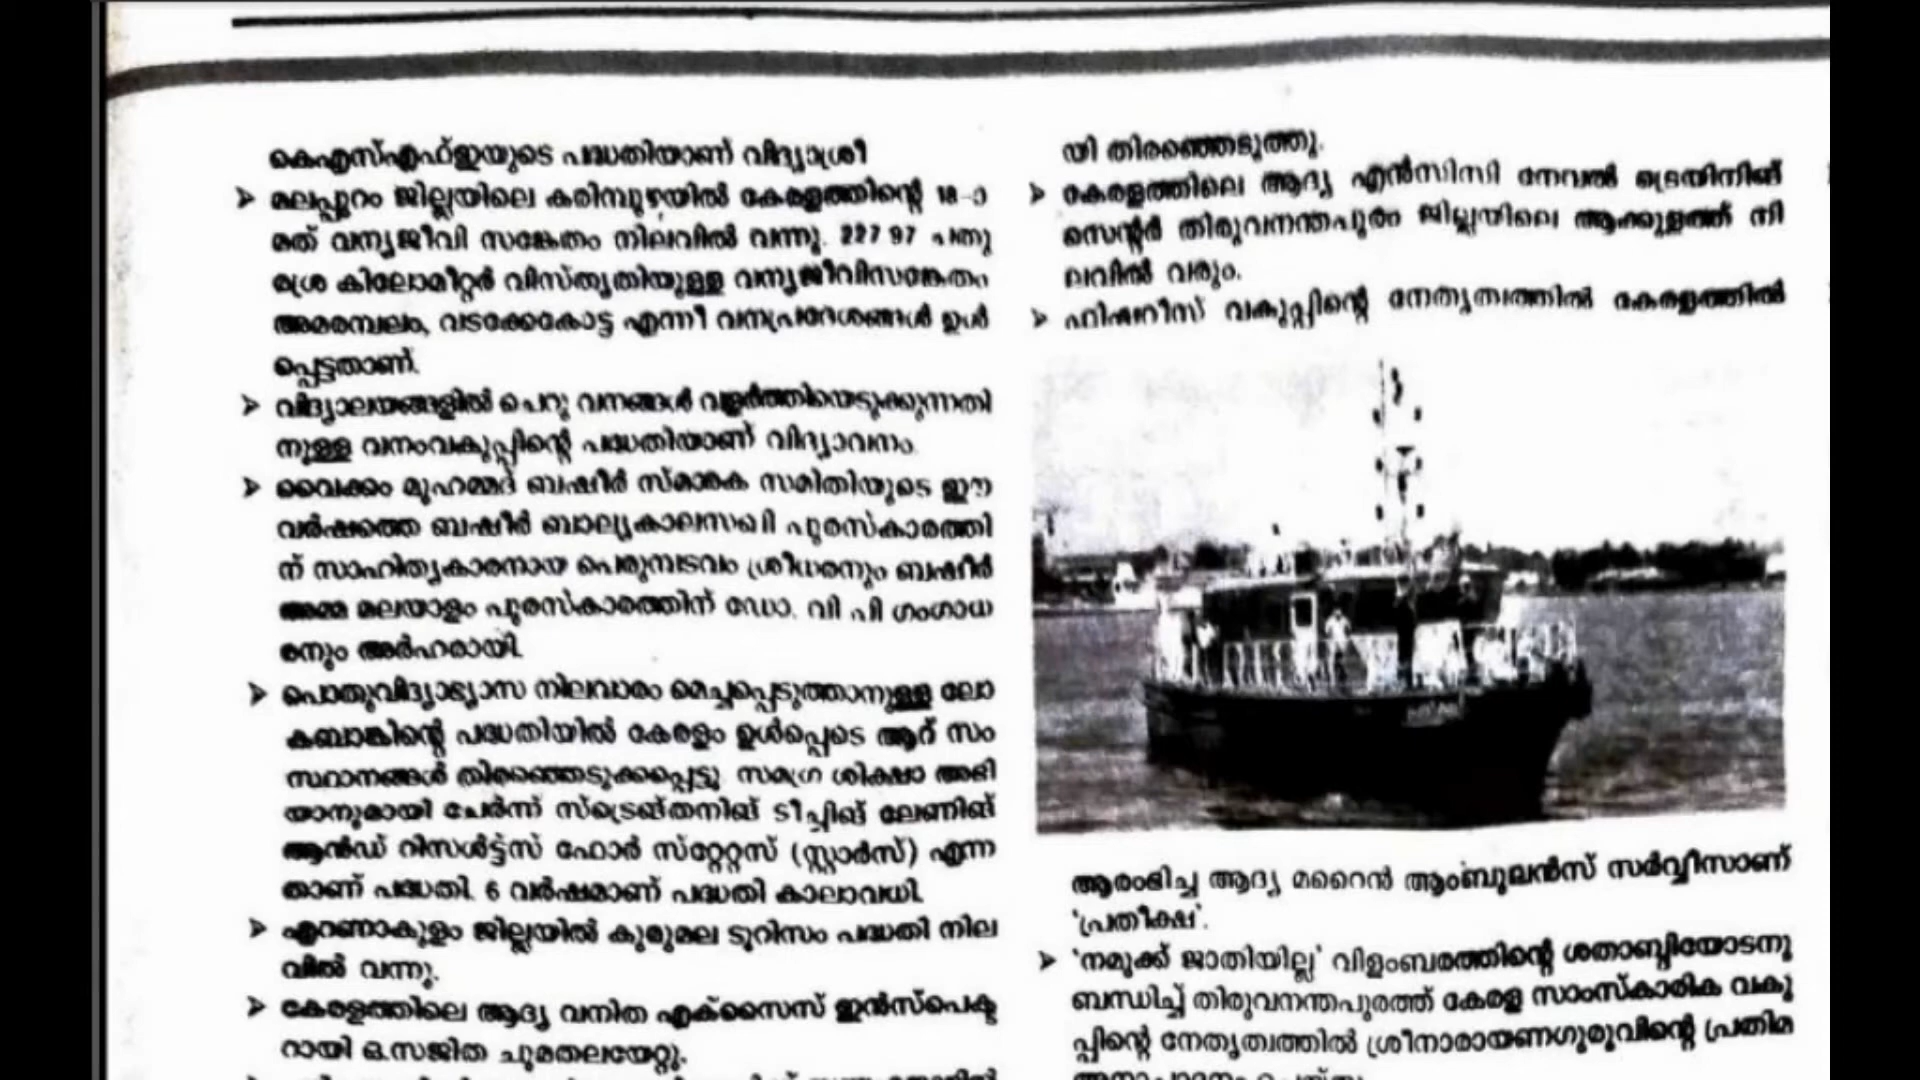 കെഎസ്എഫ്ഇയുടെ പദ്ധതിയാണ് വിദ്യാശ്രീ
➤ മലപ്പുറം ജില്ലയിലെ കരിമ്പുഴയിൽ കേരളത്തിന്റെ 18-ാ
മത് വന്യജീവി സങ്കേതം നിലവിൽ വന്നു. 227 97 ചതു
രശ്ര കിലോമീറ്റർ വിസ്തൃതിയുള്ള വന്യജീവിസങ്കേതം
അമരമ്പലം, വടക്കേകോട്ട എന്നീ വനപ്രദേശങ്ങൾ ഉൾ
പ്പെട്ടതാണ്.
➤ വിദ്യാലയങ്ങളിൽ ചെറു വനങ്ങൾ വളർത്തിയെടുക്കുന്നതി
നുള്ള വനംവകുപ്പിന്റെ പദ്ധതിയാണ് വിദ്യാവനം.
➤ വൈക്കം മുഹമ്മദ് ബഷീർ സ്മാരക സമിതിയുടെ ഈ
വർഷത്തെ ബഷീർ ബാല്യകാലസഖി പുരസ്കാരത്തി
ന് സാഹിത്യകാരനായ പെരുമ്പടവം ശ്രീധരനും ബഷീർ
അമ്മ മലയാളം പുരസ്കാരത്തിന് ഡോ. വി പി ഗംഗാധ
രനും അർഹരായി.
➤ പൊതുവിദ്യാഭ്യാസ നിലവാരം മെച്ചപ്പെടുത്താനുള്ള ലോ
കബാങ്കിന്റെ പദ്ധതിയിൽ കേരളം ഉൾപ്പെടെ ആറ് സം
സ്ഥാനങ്ങൾ തിരഞ്ഞെടുക്കപ്പെട്ടു സമഗ്ര ശിക്ഷാ അഭി
യാനുമായി ചേർന്ന് സ്ട്രെങ്തനിങ് ടീച്ചിങ് ലേണിങ്
ആൻഡ് റിസൾട്ട്സ് ഫോർ സ്റ്റേറ്റസ് (സ്റ്റാർസ്) എന്ന
താണ് പദ്ധതി. 6 വർഷമാണ് പദ്ധതി കാലാവധി.
➤ എറണാകുളം ജില്ലയിൽ കുരുമല ടൂറിസം പദ്ധതി നില
വിൽ വന്നു.
➤ കേരളത്തിലെ ആദ്യ വനിത എക്സൈസ് ഇൻസ്പെക്ട
റായി ഒ.സജിത ചുമതലയേറ്റു.
യി തിരഞ്ഞെടുത്തു.
➤ കേരളത്തിലെ ആദ്യ എൻസിസി നേവൽ ട്രെയിനിങ്
സെന്റർ തിരുവനന്തപുരം ജില്ലയിലെ ആക്കുളത്ത് നി
ലവിൽ വരും.
➤ ഫിഷറീസ് വകുപ്പിന്റെ നേതൃത്വത്തിൽ കേരളത്തിൽ
ആരംഭിച്ച ആദ്യ മറൈൻ ആംബുലൻസ് സർവ്വീസാണ്
'പ്രതീക്ഷ'.
➤ 'നമുക്ക് ജാതിയില്ല' വിളംബരത്തിന്റെ ശതാബ്ദിയോടനു
ബന്ധിച്ച് തിരുവനന്തപുരത്ത് കേരള സാംസ്കാരിക വകു
പ്പിന്റെ നേതൃത്വത്തിൽ ശ്രീനാരായണഗുരുവിന്റെ പ്രതിമ